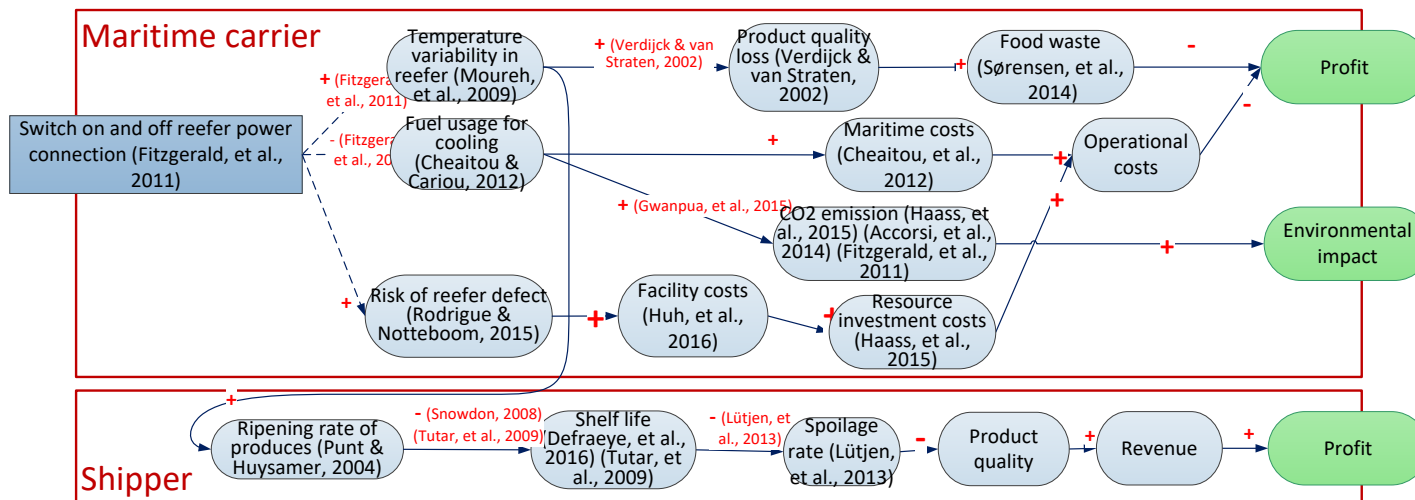 Maritime carrier
Temperature
variability in
reefer (Moureh,
et al., 2009)
+ (Verdijck & van
Straten, 2002)
Product quality
loss (Verdijck &
van Straten,
2002)
+
Food waste
(Sørensen, et al.,
2014)
-
Profit
+ (Fitzgera
et al., 2011)
Switch on and off reefer power
connection (Fitzgerald, et al.,
2011)
- (Fitzgera
et al., 20
Fuel usage for
cooling
(Cheaitou &
Cariou, 2012)
+
Maritime costs
(Cheaitou, et al.,
2012)
+
Operational
costs
-
+ (Gwanpua, et al., 2015)
CO2 emission (Haass, et
al., 2015) (Accorsi, et al.,
2014) (Fitzgerald, et al.,
2011)
+
Environmental
impact
+
Risk of reefer defect
(Rodrigue &
Notteboom, 2015)
+
Facility costs
(Huh, et al.,
2016)
+
Resource
investment costs
(Haass, et al.,
2015)
+
+
Ripening rate of
produces (Punt &
Huysamer, 2004)
- (Snowdon, 2008)
(Tutar, et al., 2009)
Shelf life
(Defraeye, et al.,
2016) (Tutar, et
al., 2009)
- (Lütjen, et
al., 2013)
Spoilage
rate (Lütjen,
et al., 2013)
-
Product
quality
+
Revenue
+
Profit
Shipper